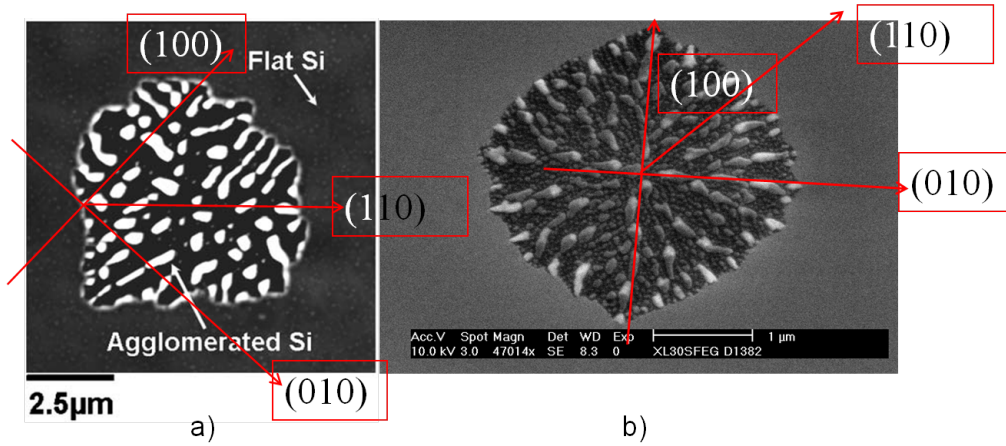 (100)
Flat Si
(110)
Agglomerated Si
(010)
2.5µm
a)
(110)
(100)
(010)
Acc.V Spot Magn Det WD Exp
10.0 kV 3.0 47014x SE 8.3 0 XL30SFEG D1382
1 µm
b)